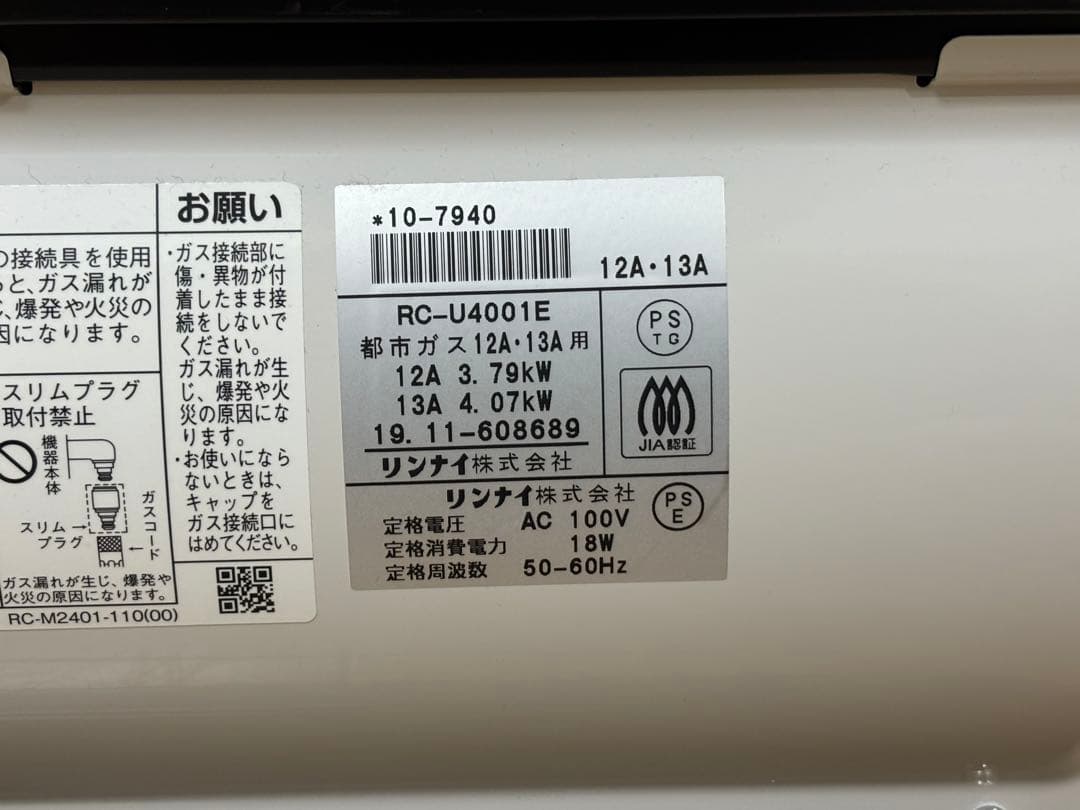 の接続具を使用
と、ガス漏れが
じ、爆発や火災の
因になります。
スリムプラグ
取付禁止
機器本体
ガスコード
スリム
プラグ
ガス漏れが生じ、爆発や
火災の原因になります。
RC-M2401-110(00)
お願い
・ガス接続部に
傷・異物が付
着したまま接
続をしないで
ください。
ガス漏れが生
じ、爆発や火
災の原因にな
ります。
・お使いになら
ないときは、
キャップを
ガス接続口に
はめてください。
*10-7940
12A・13A
RC-U4001E
都市ガス12A・13A用
12A 3.79kW
13A 4.07kW
19.11-608689
リンナイ株式会社
PS
TG
JIA認証
リンナイ株式会社
定格電圧 AC 100V
定格消費電力 18W
定格周波数 50-60Hz
PS
E